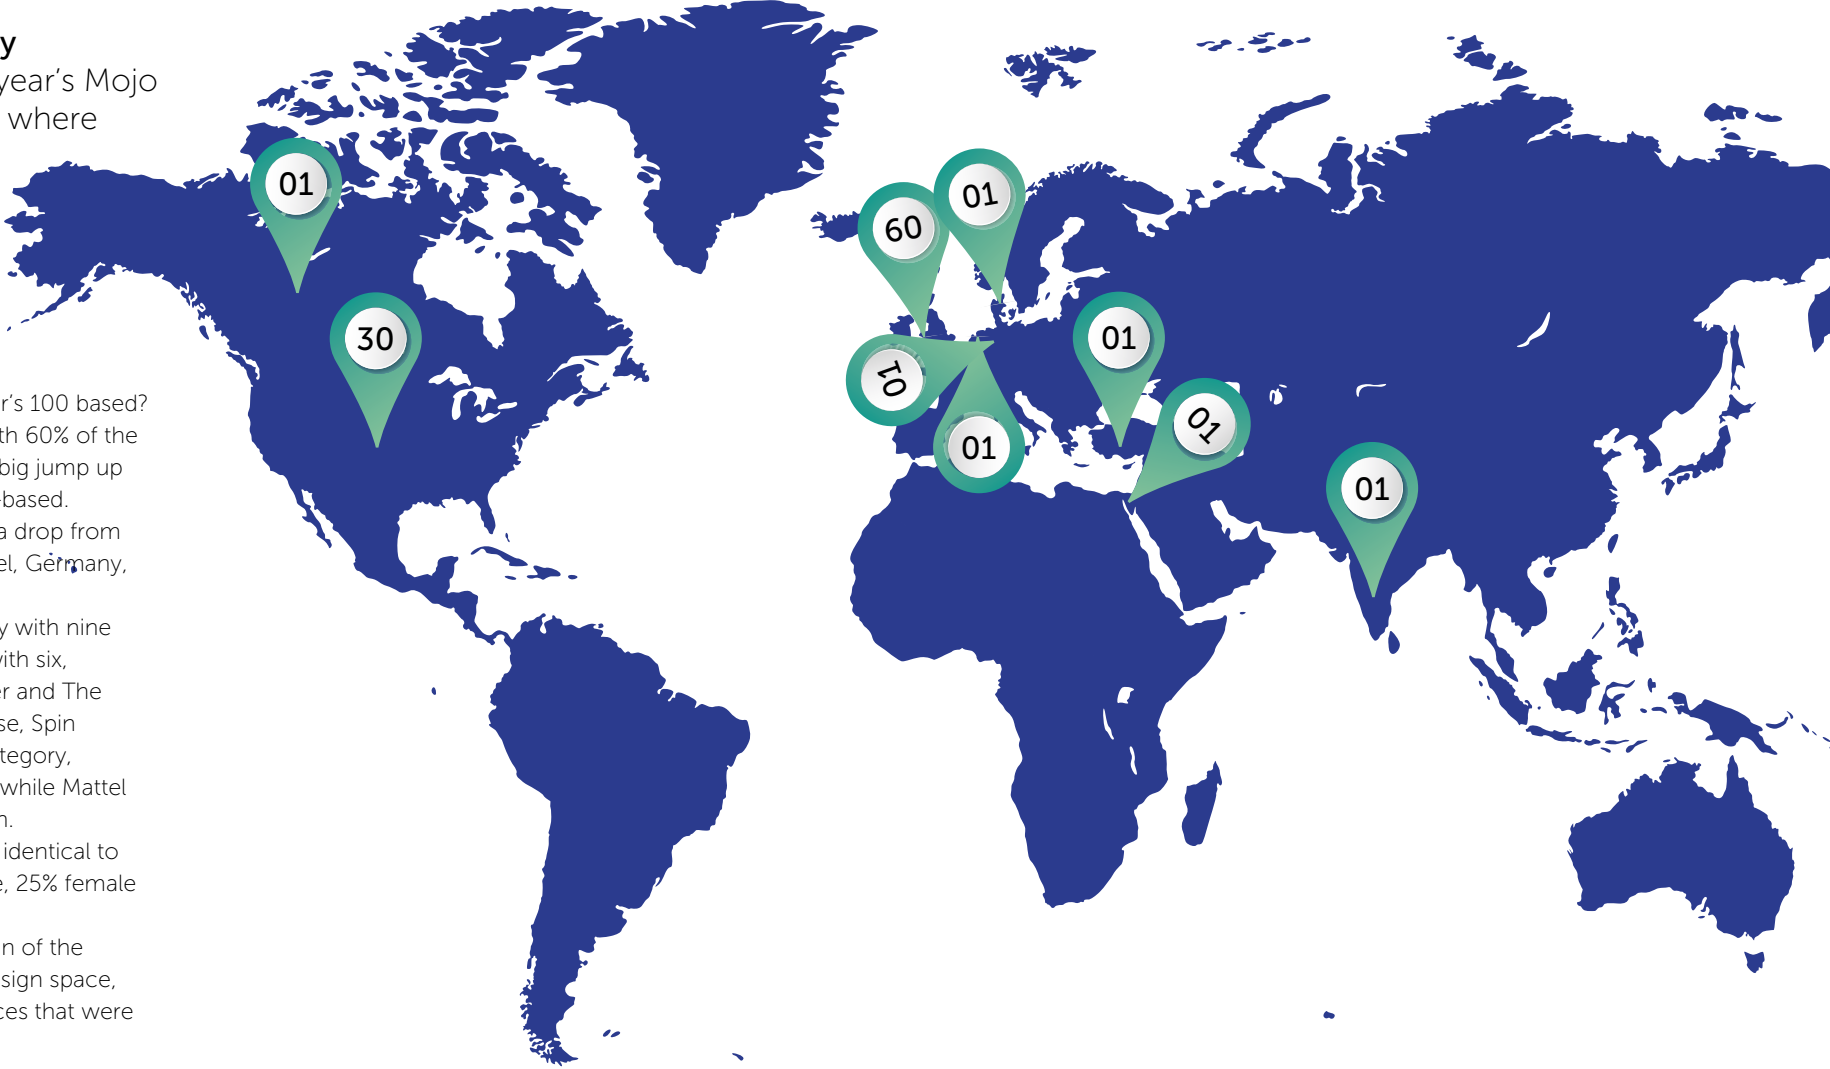 y
year's Mojo
where
r's 100 based?
th 60% of the
big jump up
based.
a drop from
el, Germany,
y with nine
with six,
er and The
se, Spin
tegory,
while Mattel
n.
identical to
e, 25% female
n of the
sign space,
ces that were
01
30
60
01
01
01
01
01
01